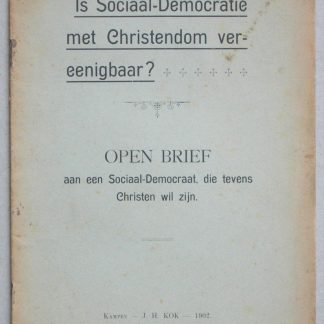 Is Sociaal-Democratie
met Christendom ver-
eenigbaar?
OPEN BRIEF
aan een Sociaal-Democraat, die tevens
Christen wil zijn.
KAMPEN — J. H. KOK — 1902.